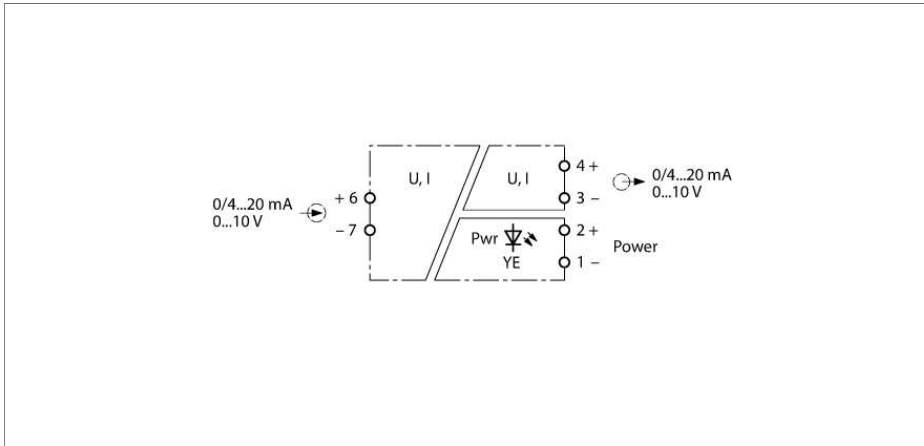 U, I
U, I
4 +
0/4...20 mA
0...10 V
3 –
+ 6
0/4...20 mA
0...10 V
– 7
Pwr
YE
2 +
Power
1 –